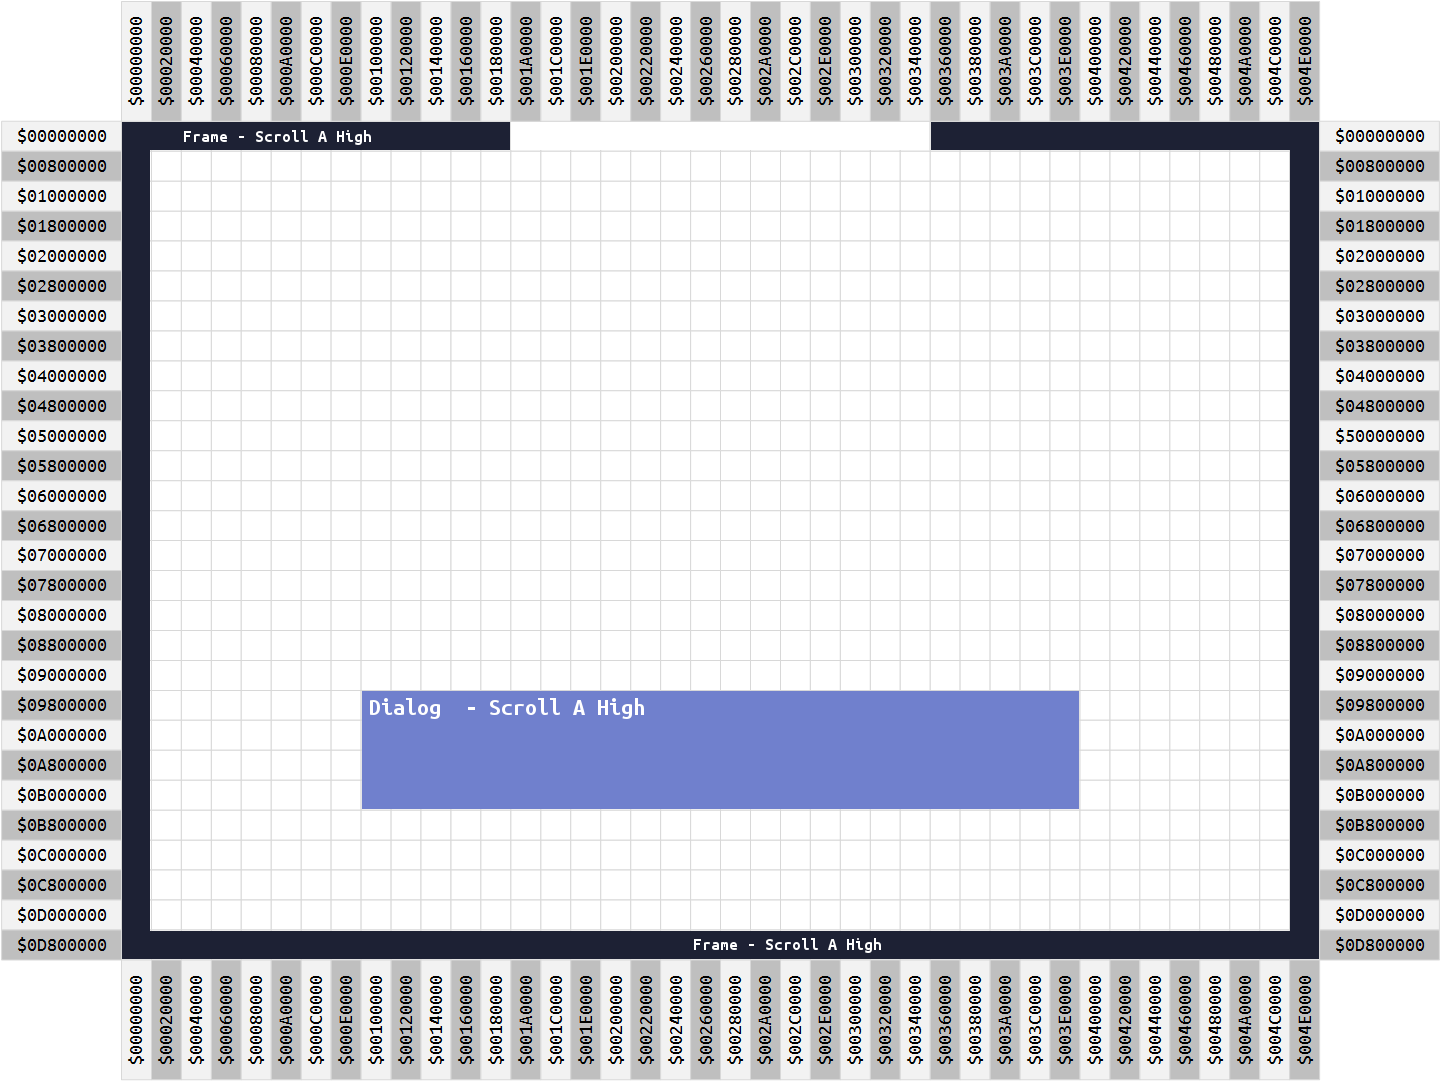 $00000000 $00020000 $00040000 $00060000 $00080000 $000A0000 $000C0000 $000E0000 $00100000 $00120000 $00140000 $00160000 $00180000 $001A0000 $001C0000 $001E0000 $00200000 $00220000 $00240000 $00260000 $00280000 $002A0000 $002C0000 $002E0000 $00300000 $00320000 $00340000 $00360000 $00380000 $003A0000 $003C0000 $003E0000 $00400000 $00420000 $00440000 $00460000 $00480000 $004A0000 $004C0000 $004E0000
$00000000 Frame - Scroll A High $00000000
$00800000 $00800000
$01000000 $01000000
$01800000 $01800000
$02000000 $02000000
$02800000 $02800000
$03000000 $03000000
$03800000 $03800000
$04000000 $04000000
$04800000 $04800000
$05000000 $50000000
$05800000 $05800000
$06000000 $06000000
$06800000 $06800000
$07000000 $07000000
$07800000 $07800000
$08000000 $08000000
$08800000 $08800000
$09000000 $09000000
$09800000 Dialog  - Scroll A High $09800000
$0A000000 $0A000000
$0A800000 $0A800000
$0B000000 $0B000000
$0B800000 $0B800000
$0C000000 $0C000000
$0C800000 $0C800000
$0D000000 $0D000000
$0D800000 Frame - Scroll A High $0D800000
$00000000 $00020000 $00040000 $00060000 $00080000 $000A0000 $000C0000 $000E0000 $00100000 $00120000 $00140000 $00160000 $00180000 $001A0000 $001C0000 $001E0000 $00200000 $00220000 $00240000 $00260000 $00280000 $002A0000 $002C0000 $002E0000 $00300000 $00320000 $00340000 $00360000 $00380000 $003A0000 $003C0000 $003E0000 $00400000 $00420000 $00440000 $00460000 $00480000 $004A0000 $004C0000 $004E0000